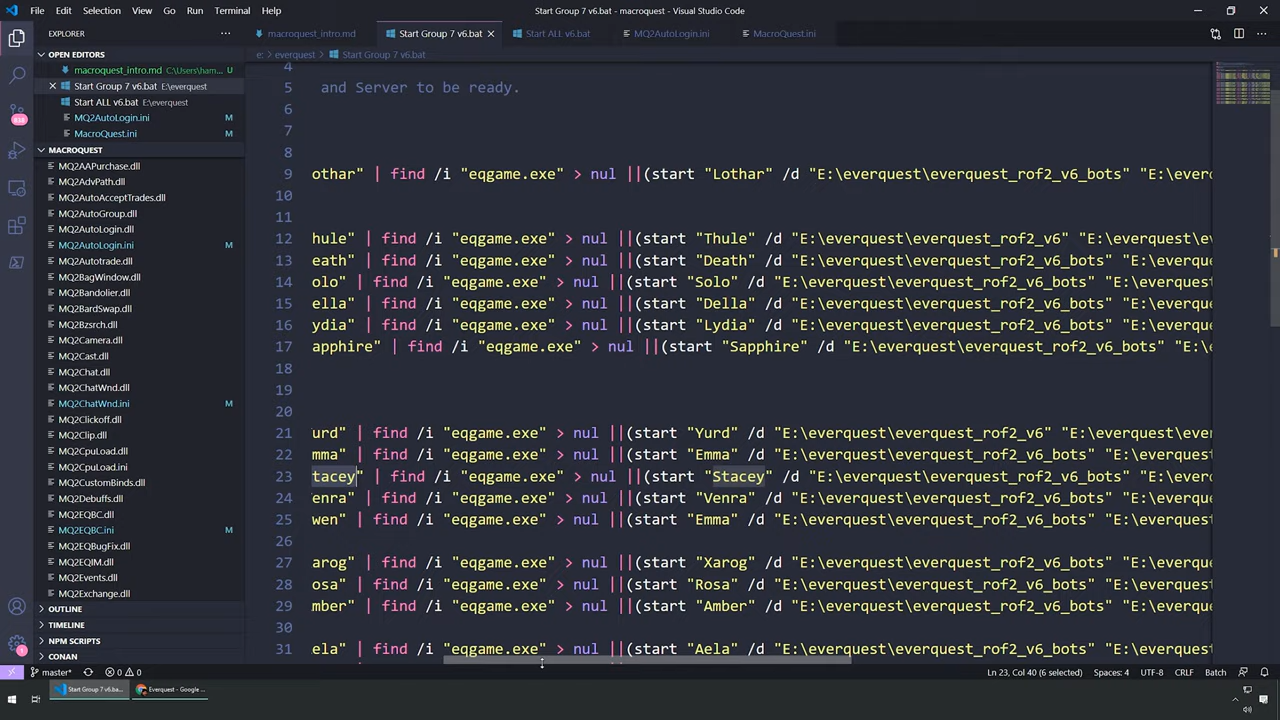 File Edit Selection View Go Run Terminal Help
Start Group 7 v6.bat - macroquest - Visual Studio Code
EXPLORER
macroquest_intro.md
Start Group 7 v6.bat
Start ALL v6.bat
MQ2AutoLogin.ini
MacroQuest.ini
e: > everquest > Start Group 7 v6.bat
OPEN EDITORS
macroquest_intro.md C:\Users\ham... U
Start Group 7 v6.bat E:\everquest
Start ALL v6.bat E:\everquest
MQ2AutoLogin.ini M
MacroQuest.ini M
MACROQUEST
MQ2AAPurchase.dll
MQ2AdvPath.dll
MQ2AutoAcceptTrades.dll
MQ2AutoGroup.dll
MQ2AutoLogin.dll
MQ2AutoLogin.ini M
MQ2Autotrade.dll
MQ2BagWindow.dll
MQ2Bandolier.dll
MQ2BardSwap.dll
MQ2Bzsrch.dll
MQ2Camera.dll
MQ2Cast.dll
MQ2Chat.dll
MQ2ChatWnd.dll
MQ2ChatWnd.ini M
MQ2Clickoff.dll
MQ2Clip.dll
MQ2CpuLoad.dll
MQ2CpuLoad.ini
MQ2CustomBinds.dll
MQ2Debuffs.dll
MQ2EQBC.dll
MQ2EQBC.ini M
MQ2EQBugFix.dll
MQ2EQIM.dll
MQ2Events.dll
MQ2Exchange.dll
OUTLINE
TIMELINE
NPM SCRIPTS
CONAN
4
5 and Server to be ready.
6
7
8
9 othar" | find /i "eqgame.exe" > nul ||(start "Lothar" /d "E:\everquest\everquest_rof2_v6_bots" "E:\everq
10
11
12 hule" | find /i "eqgame.exe" > nul ||(start "Thule" /d "E:\everquest\everquest_rof2_v6" "E:\everquest\ev
13 eath" | find /i "eqgame.exe" > nul ||(start "Death" /d "E:\everquest\everquest_rof2_v6_bots" "E:\everque
14 olo" | find /i "eqgame.exe" > nul ||(start "Solo" /d "E:\everquest\everquest_rof2_v6_bots" "E:\everquest
15 ella" | find /i "eqgame.exe" > nul ||(start "Della" /d "E:\everquest\everquest_rof2_v6_bots" "E:\everque
16 ydia" | find /i "eqgame.exe" > nul ||(start "Lydia" /d "E:\everquest\everquest_rof2_v6_bots" "E:\everque
17 apphire" | find /i "eqgame.exe" > nul ||(start "Sapphire" /d "E:\everquest\everquest_rof2_v6_bots" "E:\
18
19
20
21 urd" | find /i "eqgame.exe" > nul ||(start "Yurd" /d "E:\everquest\everquest_rof2_v6" "E:\everquest\ever
22 mma" | find /i "eqgame.exe" > nul ||(start "Emma" /d "E:\everquest\everquest_rof2_v6_bots" "E:\everquest
23 tacey" | find /i "eqgame.exe" > nul ||(start "Stacey" /d "E:\everquest\everquest_rof2_v6_bots" "E:\everq
24 enra" | find /i "eqgame.exe" > nul ||(start "Venra" /d "E:\everquest\everquest_rof2_v6_bots" "E:\everque
25 wen" | find /i "eqgame.exe" > nul ||(start "Emma" /d "E:\everquest\everquest_rof2_v6_bots" "E:\everquest
26
27 arog" | find /i "eqgame.exe" > nul ||(start "Xarog" /d "E:\everquest\everquest_rof2_v6_bots" "E:\everque
28 osa" | find /i "eqgame.exe" > nul ||(start "Rosa" /d "E:\everquest\everquest_rof2_v6_bots" "E:\everquest
29 mber" | find /i "eqgame.exe" > nul ||(start "Amber" /d "E:\everquest\everquest_rof2_v6_bots" "E:\everque
30
31 ela" | find /i "eqgame.exe" > nul ||(start "Aela" /d "E:\everquest\everquest_rof2_v6_bots" "E:\everquest
master* 0 0
Ln 23, Col 40 (6 selected) Spaces: 4 UTF-8 CRLF Batch
Start Group 7 v6.ba... Everquest - Google ...